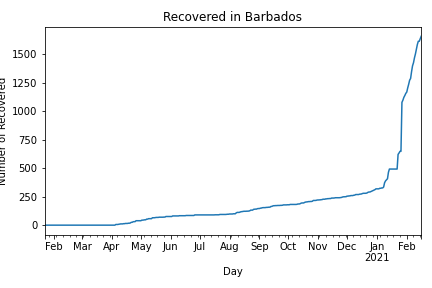 Recovered in Barbados
Number of Recovered
1500
1250
1000
750
500
250
0
Feb Mar Apr May Jun Jul Aug Sep Oct Nov Dec Jan Feb
2021
Day